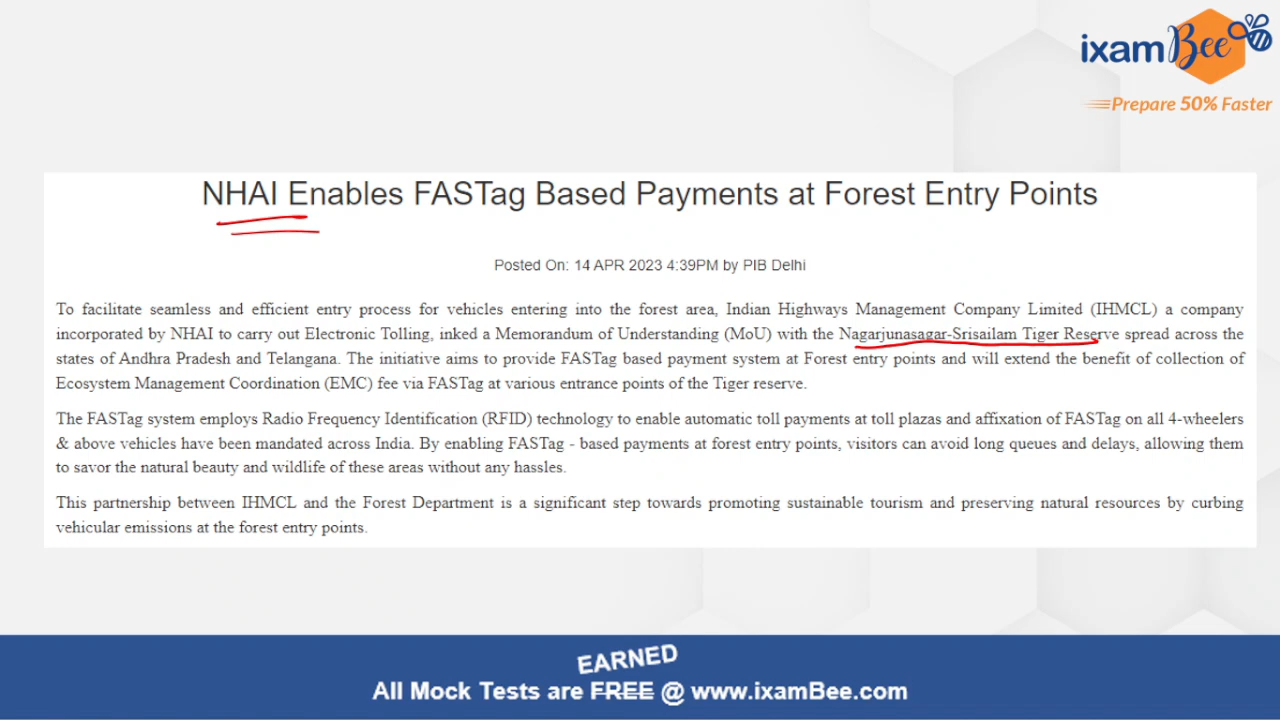 ixamBee
Prepare 50% Faster
NHAI Enables FASTag Based Payments at Forest Entry Points
Posted On: 14 APR 2023 4:39PM by PIB Delhi
To facilitate seamless and efficient entry process for vehicles entering into the forest area, Indian Highways Management Company Limited (IHMCL) a company
incorporated by NHAI to carry out Electronic Tolling, inked a Memorandum of Understanding (MoU) with the Nagarjunasagar-Srisailam Tiger Reserve spread across the
states of Andhra Pradesh and Telangana. The initiative aims to provide FASTag based payment system at Forest entry points and will extend the benefit of collection of
Ecosystem Management Coordination (EMC) fee via FASTag at various entrance points of the Tiger reserve.
The FASTag system employs Radio Frequency Identification (RFID) technology to enable automatic toll payments at toll plazas and affixation of FASTag on all 4-wheelers
& above vehicles have been mandated across India. By enabling FASTag - based payments at forest entry points, visitors can avoid long queues and delays, allowing them
to savor the natural beauty and wildlife of these areas without any hassles.
This partnership between IHMCL and the Forest Department is a significant step towards promoting sustainable tourism and preserving natural resources by curbing
vehicular emissions at the forest entry points.
EARNED
All Mock Tests are FREE @ www.ixamBee.com